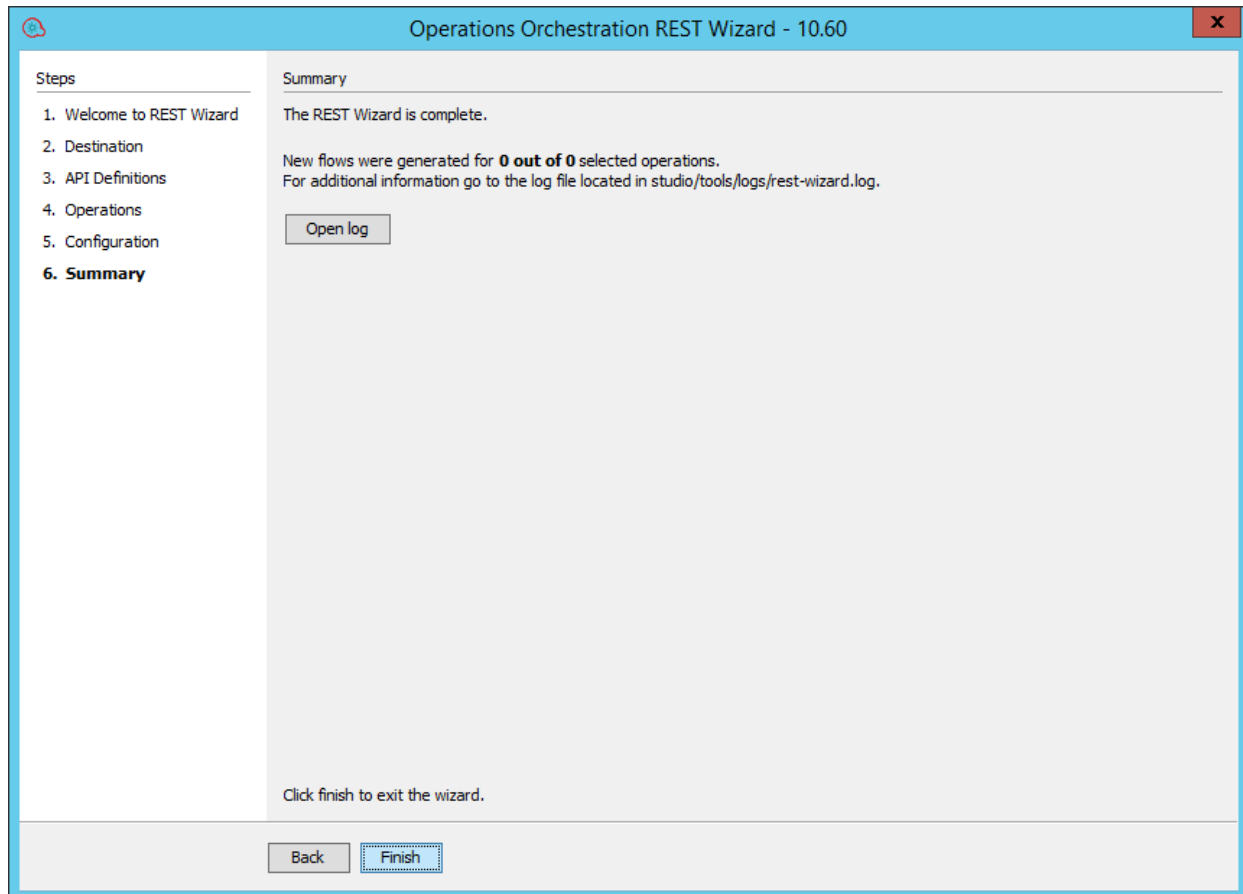 Operations Orchestration REST Wizard - 10.60
x
Steps
1. Welcome to REST Wizard
2. Destination
3. API Definitions
4. Operations
5. Configuration
6. Summary
Summary
The REST Wizard is complete.
New flows were generated for 0 out of 0 selected operations.
For additional information go to the log file located in studio/tools/logs/rest-wizard.log.
Open log
Click finish to exit the wizard.
Back
Finish